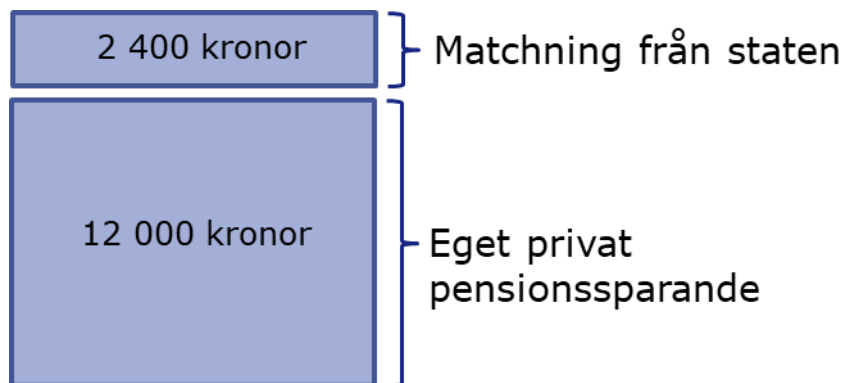 2 400 kronor
Matchning från staten
12 000 kronor
Eget privat
pensionssparande